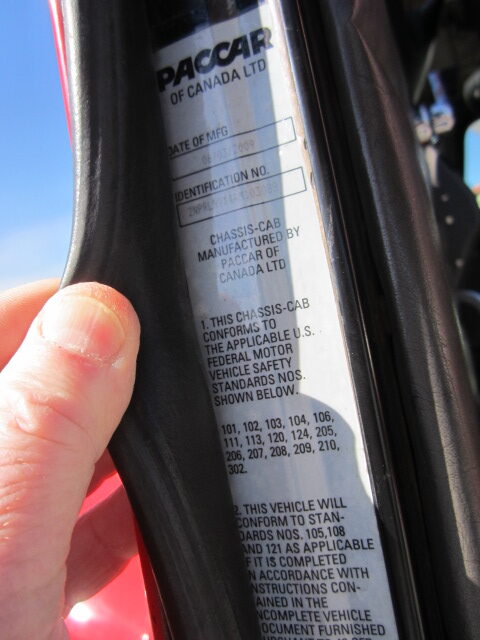 PACCAR
OF CANADA LTD
DATE OF MFG
2009
IDENTIFICATION NO.
CHASSIS-CAB
MANUFACTURED BY
PACCAR OF
CANADA LTD
1. THIS CHASSIS-CAB
CONFORMS TO
THE APPLICABLE U.S.
FEDERAL MOTOR
VEHICLE SAFETY
STANDARDS NOS.
SHOWN BELOW.
101, 102, 103, 104, 106,
111, 113, 120, 124, 205,
206, 207, 208, 209, 210,
302.
2. THIS VEHICLE WILL
CONFORM TO STAN-
DARDS NOS. 105,108
AND 121 AS APPLICABLE
IF IT IS COMPLETED
IN ACCORDANCE WITH
INSTRUCTIONS CON-
TAINED IN THE
INCOMPLETE VEHICLE
DOCUMENT FURNISHED